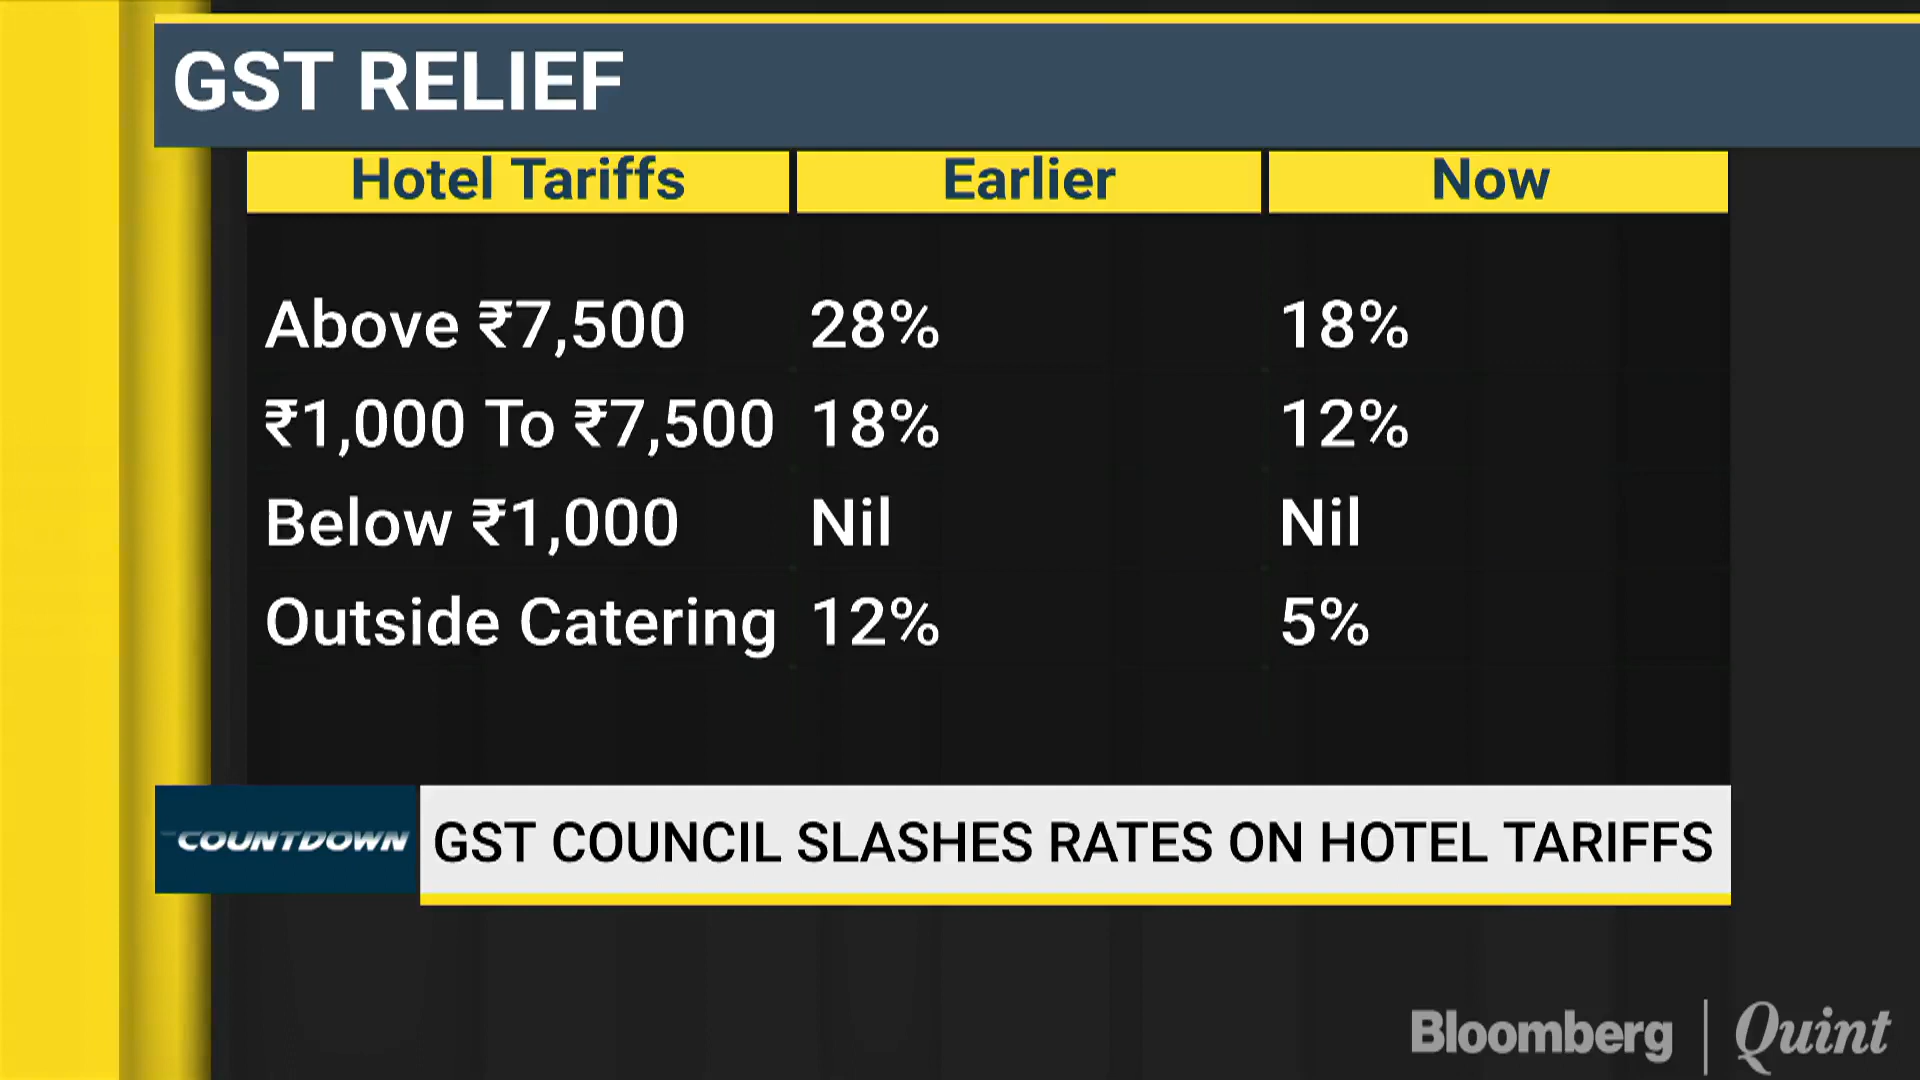 GST RELIEF
Hotel Tariffs Earlier Now
Above ₹7,500 28% 18%
₹1,000 To ₹7,500 18% 12%
Below ₹1,000 Nil Nil
Outside Catering 12% 5%
COUNTDOWN GST COUNCIL SLASHES RATES ON HOTEL TARIFFS
Bloomberg | Quint